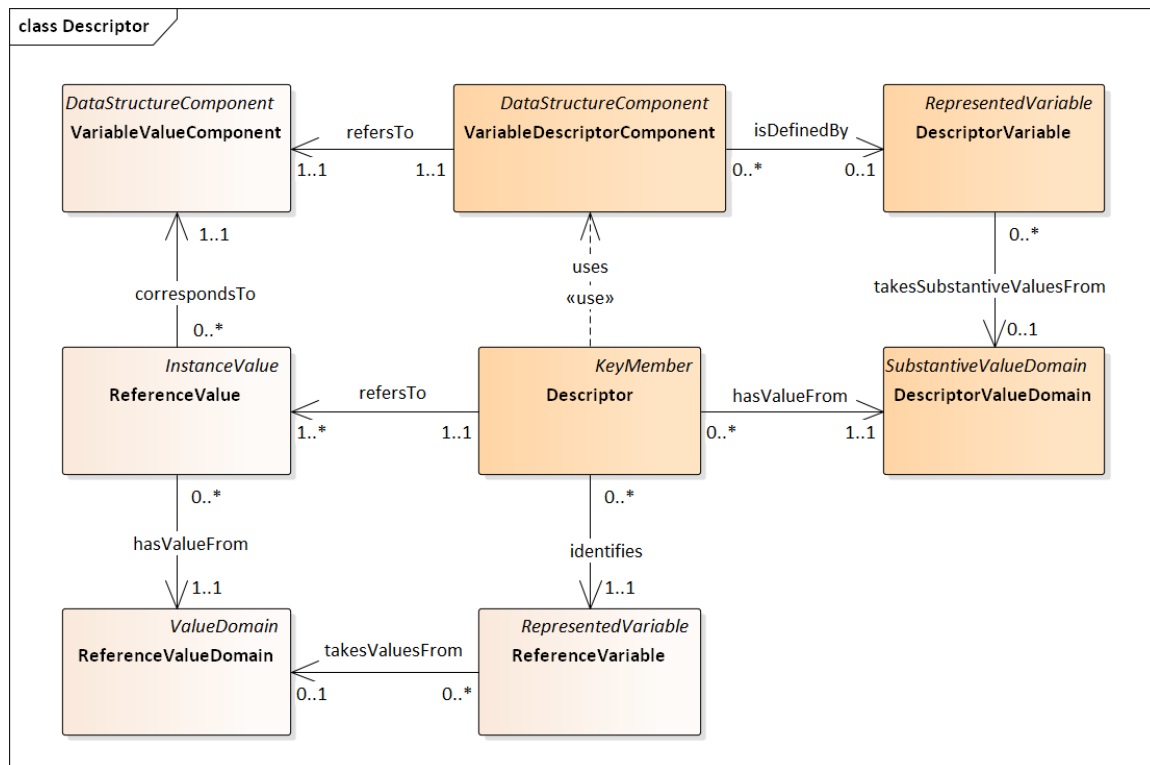 class Descriptor
DataStructureComponent
VariableValueComponent
refersTo
1..1
1..1
DataStructureComponent
VariableDescriptorComponent
isDefinedBy
0..*
0..1
RepresentedVariable
DescriptorVariable
1..1
correspondsTo
0..*
uses
«use»
0..*
takesSubstantiveValuesFrom
0..1
InstanceValue
ReferenceValue
refersTo
1..*
1..1
KeyMember
Descriptor
hasValueFrom
0..*
1..1
SubstantiveValueDomain
DescriptorValueDomain
0..*
hasValueFrom
1..1
0..*
identifies
1..1
ValueDomain
ReferenceValueDomain
takesValuesFrom
0..1
0..*
RepresentedVariable
ReferenceVariable